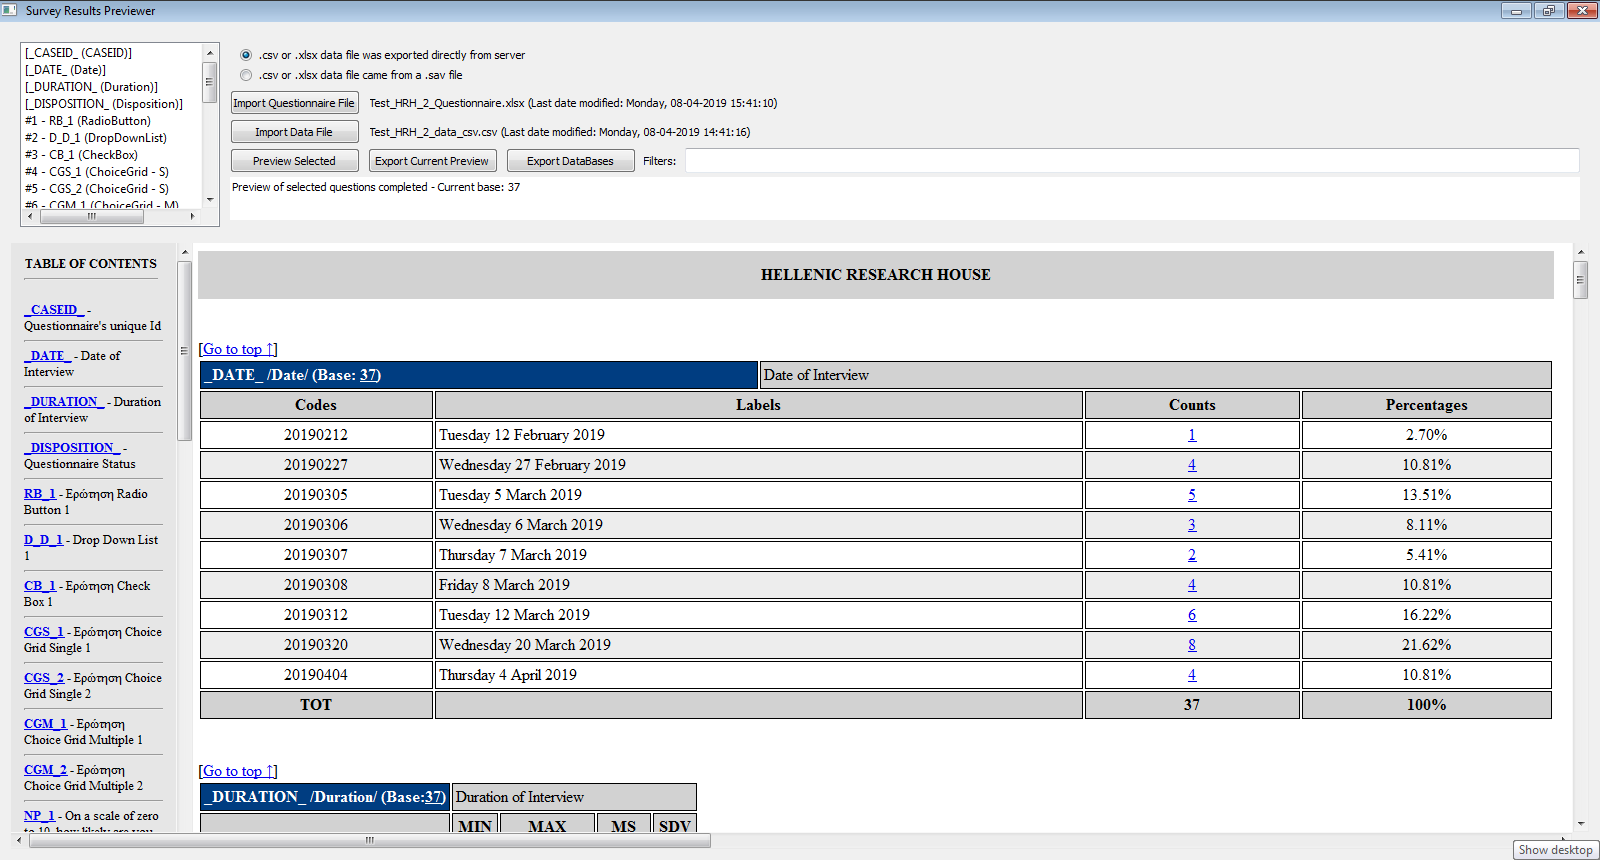 Survey Results Previewer
[_CASEID_ (CASEID)]
[_DATE_ (Date)]
[_DURATION_ (Duration)]
[_DISPOSITION_ (Disposition)]
#1 - RB_1 (RadioButton)
#2 - D_D_1 (DropDownList)
#3 - CB_1 (CheckBox)
#4 - CGS_1 (ChoiceGrid - S)
#5 - CGS_2 (ChoiceGrid - S)
#6 - CGM_1 (ChoiceGrid - M)
.csv or .xlsx data file was exported directly from server
.csv or .xlsx data file came from a .sav file
Import Questionnaire File Test_HRH_2_Questionnaire.xlsx (Last date modified: Monday, 08-04-2019 15:41:10)
Import Data File Test_HRH_2_data_csv.csv (Last date modified: Monday, 08-04-2019 14:41:16)
Preview Selected Export Current Preview Export DataBases Filters:
Preview of selected questions completed - Current base: 37
TABLE OF CONTENTS
_CASEID_ -
Questionnaire's unique Id
_DATE_ - Date of
Interview
_DURATION_ - Duration
of Interview
_DISPOSITION_ -
Questionnaire Status
RB_1 - Ερώτηση Radio
Button 1
D_D_1 - Drop Down List
1
CB_1 - Ερώτηση Check
Box 1
CGS_1 - Ερώτηση Choice
Grid Single 1
CGS_2 - Ερώτηση Choice
Grid Single 2
CGM_1 - Ερώτηση
Choice Grid Multiple 1
CGM_2 - Ερώτηση
Choice Grid Multiple 2
NP_1 - On a scale of zero
to 10, how likely are you
HELLENIC RESEARCH HOUSE
[Go to top ↑]
_DATE_ /Date/ (Base: 37) Date of Interview
Codes Labels Counts Percentages
20190212 Tuesday 12 February 2019 1 2.70%
20190227 Wednesday 27 February 2019 4 10.81%
20190305 Tuesday 5 March 2019 5 13.51%
20190306 Wednesday 6 March 2019 3 8.11%
20190307 Thursday 7 March 2019 2 5.41%
20190308 Friday 8 March 2019 4 10.81%
20190312 Tuesday 12 March 2019 6 16.22%
20190320 Wednesday 20 March 2019 8 21.62%
20190404 Thursday 4 April 2019 4 10.81%
TOT 37 100%
[Go to top ↑]
_DURATION_ /Duration/ (Base:37) Duration of Interview
MIN MAX MS SDV
Show desktop